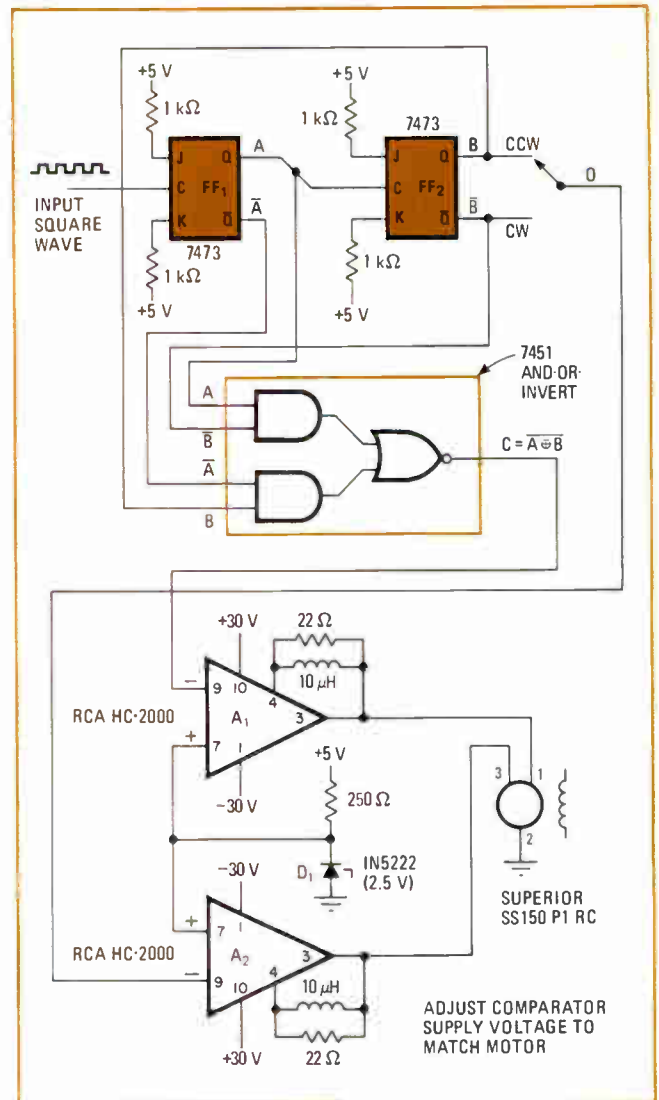 +5 V
1 kΩ
J Q
A
C FF₁
K Q̅
A̅
7473
1 kΩ
+5 V
INPUT
SQUARE
WAVE
+5 V
7473
1 kΩ
J Q
B
CCW
C FF₂
K Q̅
B̅
CW
O
1 kΩ
+5 V
7451
AND-OR-
INVERT
A
B̅
A̅
B
C = A̅ ⊕ B̅
+30 V
22 Ω
10 μH
RCA HC-2000
− 9 10 4
A₁ 3
+ 7 1
−30 V
+5 V
250 Ω
D₁
IN5222
(2.5 V)
3 1
2
SUPERIOR
SS150 P1 RC
−30 V
RCA HC-2000
+ 7 1
A₂ 3
− 9 10 4
+30 V
10 μH
22 Ω
ADJUST COMPARATOR
SUPPLY VOLTAGE TO
MATCH MOTOR